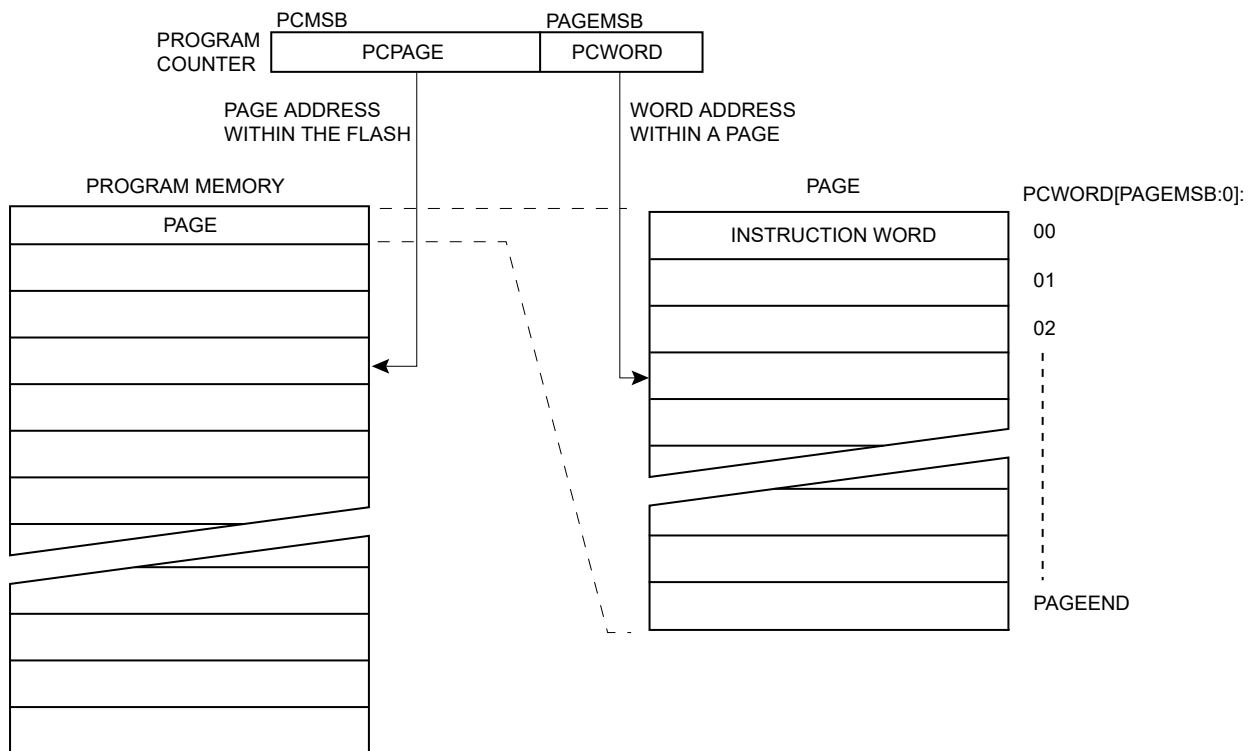 PCMSB PAGEMSB
PROGRAM
COUNTER
PCPAGE PCWORD
PAGE ADDRESS
WITHIN THE FLASH
WORD ADDRESS
WITHIN A PAGE
PROGRAM MEMORY
PAGE
PAGE
INSTRUCTION WORD
PCWORD[PAGEMSB:0]:
00
01
02
PAGEEND